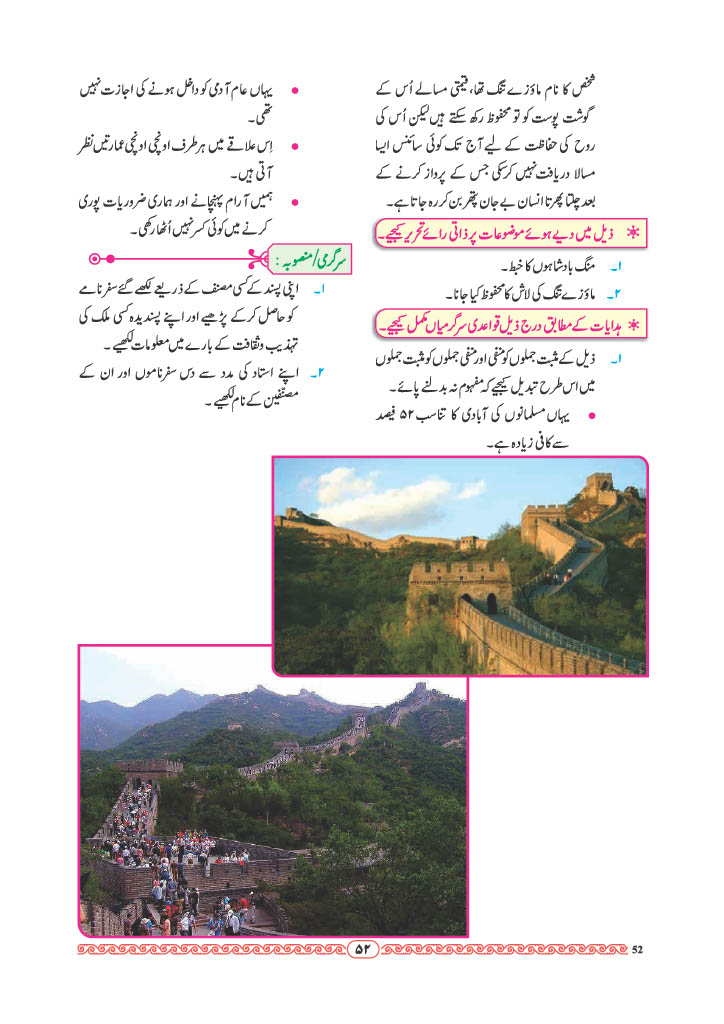 شخص کا نام ماؤزے تنگ تھا، قیمتی مسالے اُس کے
گوشت پوست کو تو محفوظ رکھ سکتے ہیں لیکن اُس کی
روح کی حفاظت کے لیے آج تک کوئی سائنس ایسا
مسالا دریافت نہیں کر سکی جس کے پرواز کرنے کے
بعد چلتا پھرتا انسان بے جان پتھر بن کر رہ جاتا ہے۔
* ذیل میں دیے ہوئے موضوعات پر ذاتی رائے تحریر کیجیے۔
۱۔ منگ بادشاہوں کا خبط۔
۲۔ ماؤزے تنگ کی لاش کا محفوظ کیا جانا۔
* ہدایات کے مطابق درج ذیل قواعدی سرگرمیاں مکمل کیجیے۔
۱۔ ذیل کے مثبت جملوں کو منفی اور منفی جملوں کو مثبت جملوں
میں اس طرح تبدیل کیجیے کہ مفہوم نہ بدلنے پائے۔
● یہاں مسلمانوں کی آبادی کا تناسب ۵۲ فیصد
سے کافی زیادہ ہے۔
● یہاں عام آدمی کو داخل ہونے کی اجازت نہیں
تھی۔
● اِس علاقے میں ہر طرف اونچی اونچی عمارتیں نظر
آتی ہیں۔
● ہمیں آرام پہنچانے اور ہماری ضروریات پوری
کرنے میں کوئی کسر نہیں اُٹھا رکھی۔
سرگرمی/منصوبہ :
۱۔ اپنی پسند کے کسی مصنف کے ذریعے لکھے گئے سفرنامے
کو حاصل کر کے پڑھیے اور اپنے پسندیدہ کسی ملک کی
تہذیب و ثقافت کے بارے میں معلومات لکھیے۔
۲۔ اپنے استاد کی مدد سے دس سفرناموں اور ان کے
مصنّفین کے نام لکھیے۔
۵۲
52